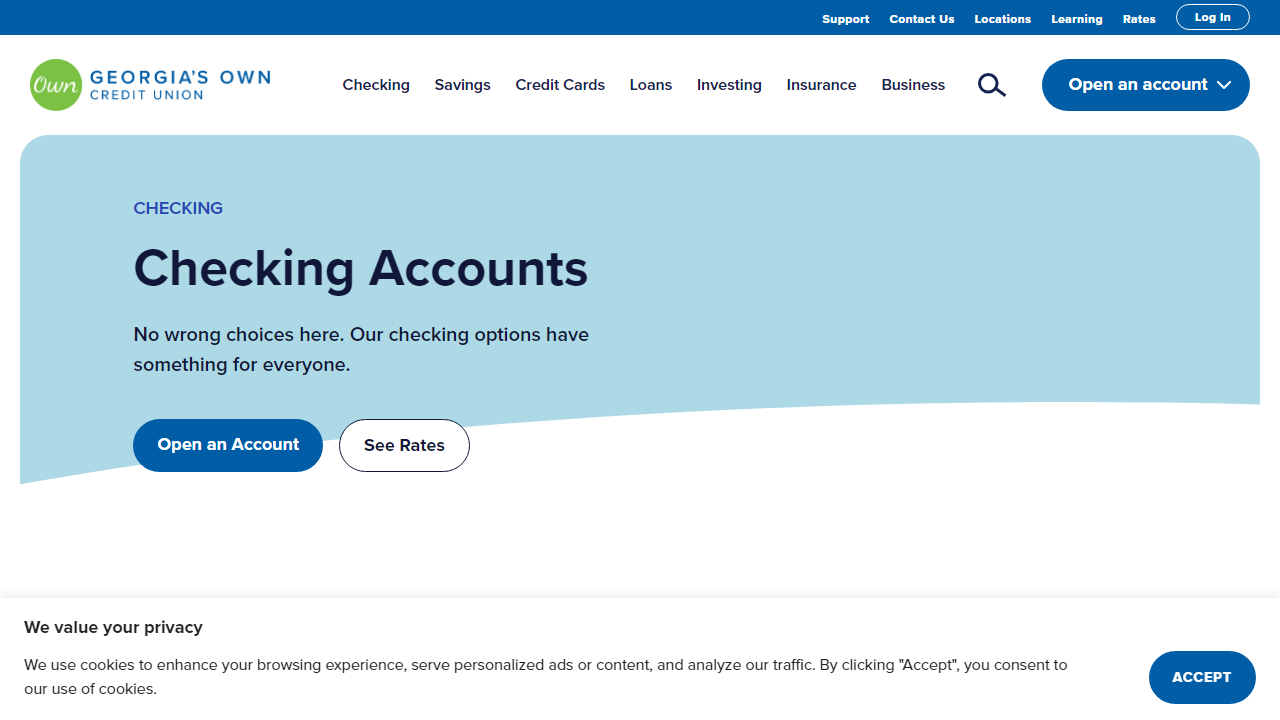 Support Contact Us Locations Learning Rates Log In
Own GEORGIA'S OWN
CREDIT UNION
Checking Savings Credit Cards Loans Investing Insurance Business
Open an account
CHECKING
Checking Accounts
No wrong choices here. Our checking options have
something for everyone.
Open an Account See Rates
We value your privacy
We use cookies to enhance your browsing experience, serve personalized ads or content, and analyze our traffic. By clicking "Accept", you consent to
our use of cookies.
ACCEPT